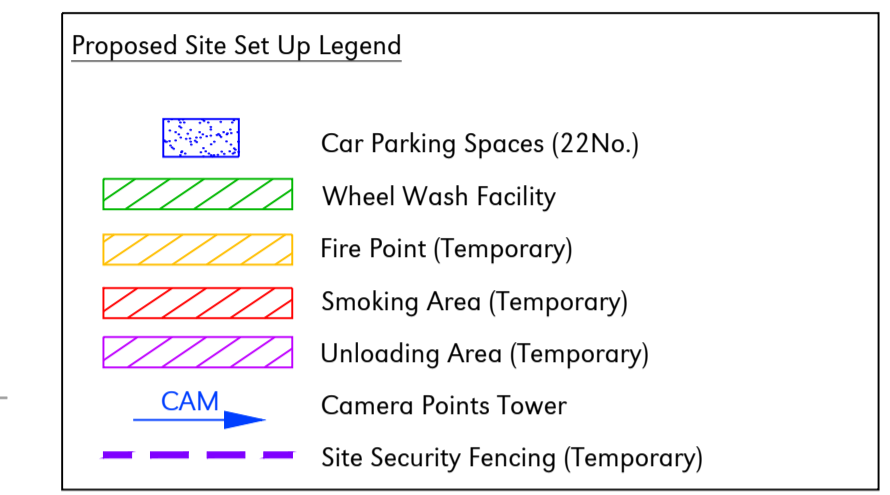 Proposed Site Set Up Legend
Car Parking Spaces (22No.)
Wheel Wash Facility
Fire Point (Temporary)
Smoking Area (Temporary)
Unloading Area (Temporary)
CAM
Camera Points Tower
Site Security Fencing (Temporary)